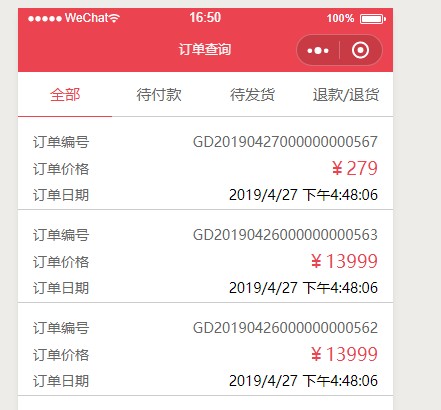 WeChat 16:50 100%
订单查询
全部 待付款 待发货 退款/退货
订单编号 GD20190427000000000567
订单价格 ¥279
订单日期 2019/4/27 下午4:48:06
订单编号 GD20190426000000000563
订单价格 ¥13999
订单日期 2019/4/27 下午4:48:06
订单编号 GD20190426000000000562
订单价格 ¥13999
订单日期 2019/4/27 下午4:48:06